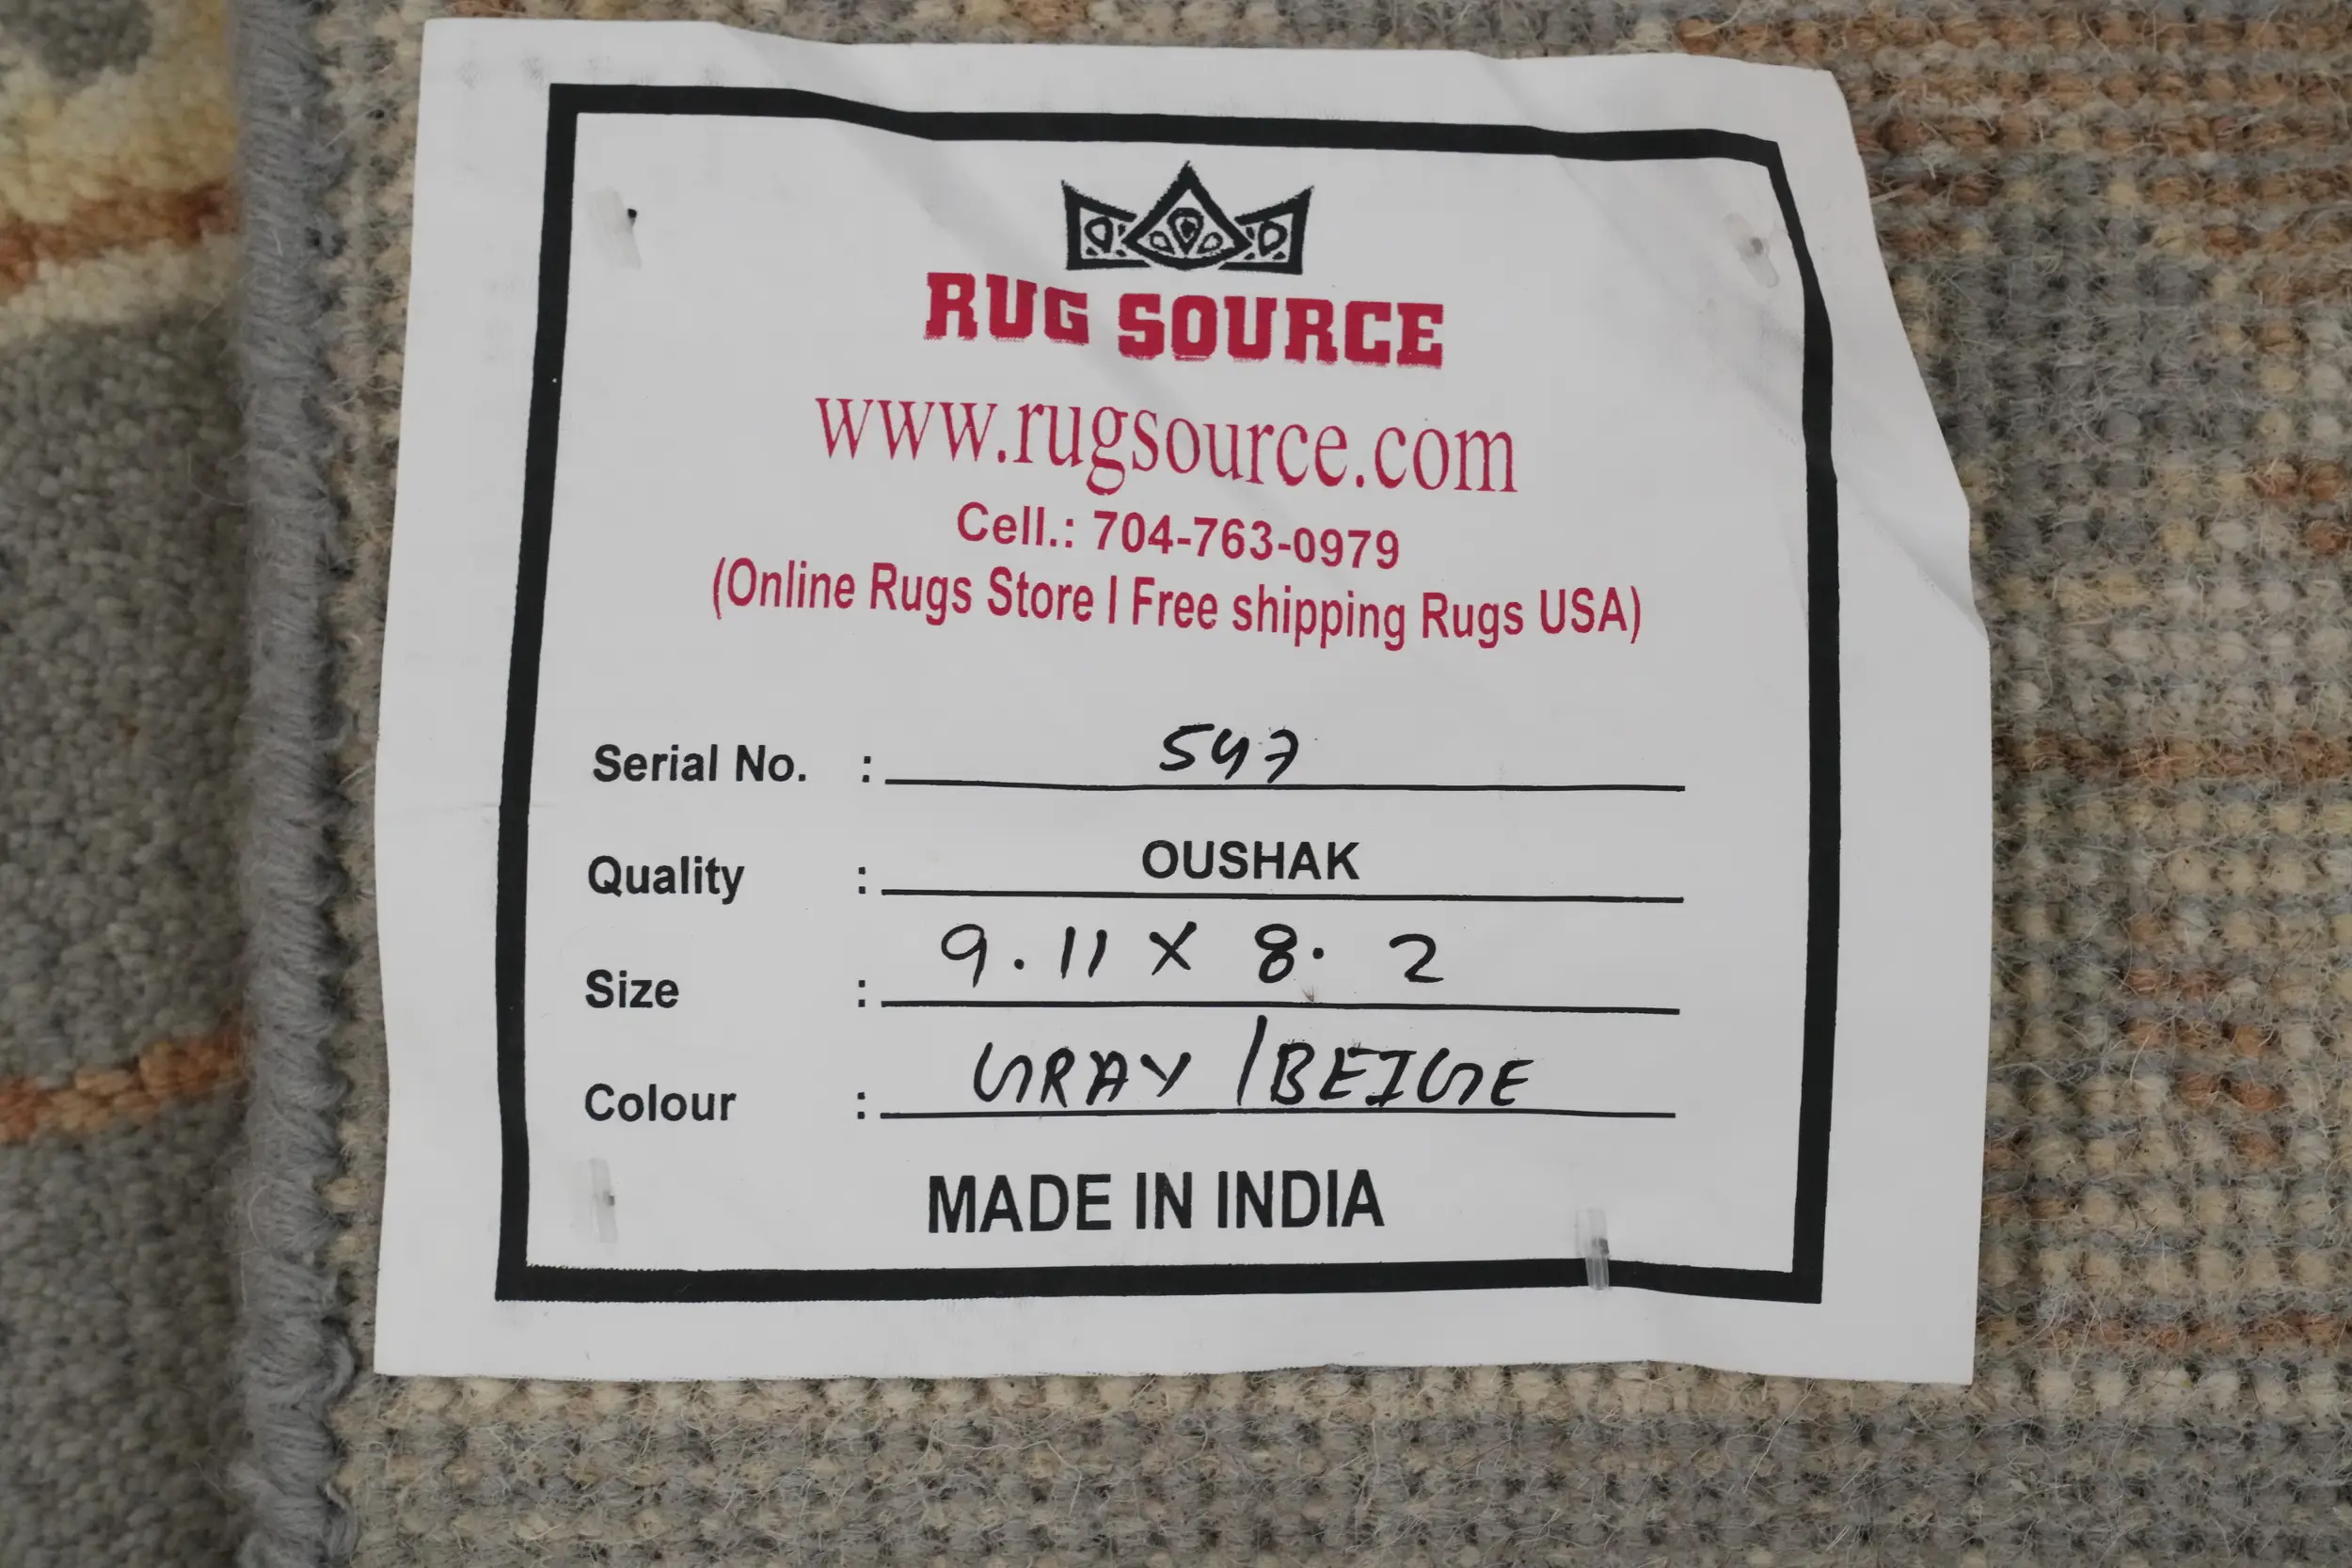 RUG SOURCE
www.rugsource.com
Cell.: 704-763-0979
(Online Rugs Store I Free shipping Rugs USA)
Serial No. : 547
Quality : OUSHAK
Size : 9.11 X 8. 2
Colour : GRAY / BEIGE
MADE IN INDIA